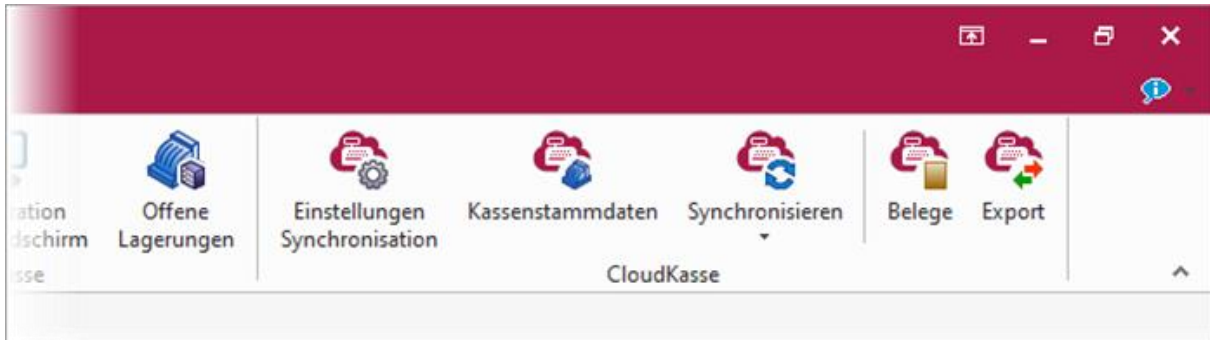 Offene
Lagerungen
Einstellungen
Synchronisation
Kassenstammdaten
Synchronisieren
Belege
Export
CloudKasse